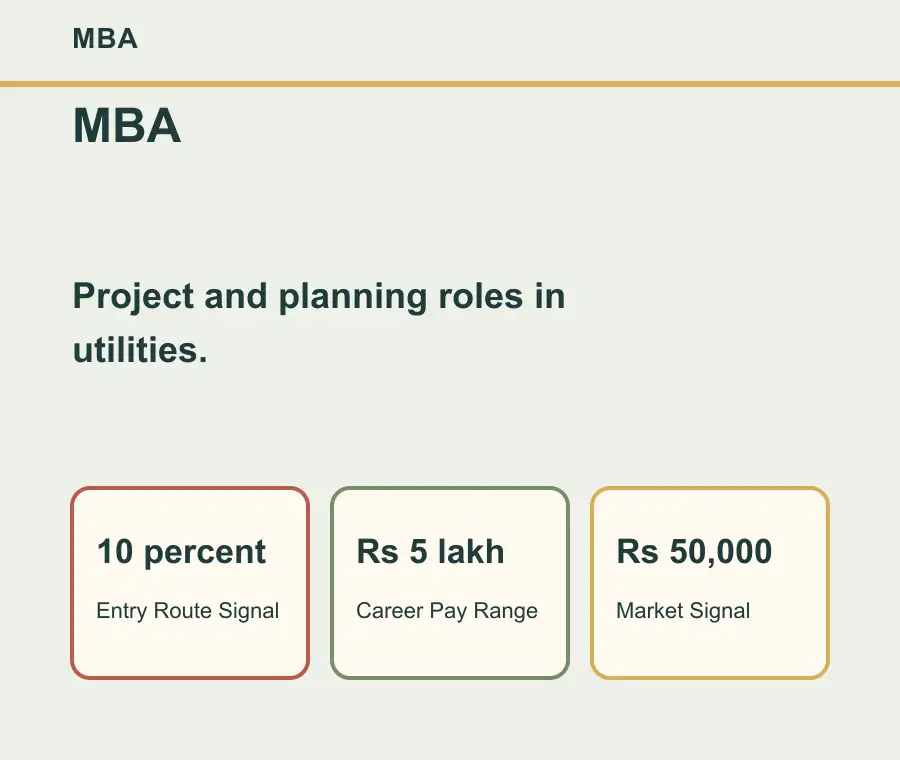 MBA
MBA
Project and planning roles in
utilities.
10 percent
Entry Route Signal
Rs 5 lakh
Career Pay Range
Rs 50,000
Market Signal